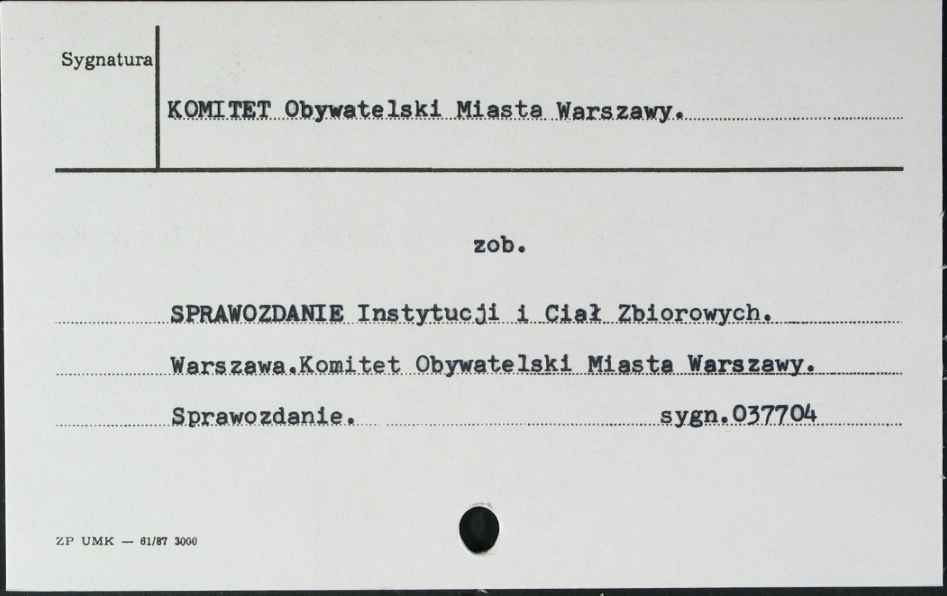 Sygnatura
KOMITET Obywatelski Miasta Warszawy.
zob.
SPRAWOZDANIE Instytucji i Ciał Zbiorowych.
Warszawa.Komitet Obywatelski Miasta Warszawy.
Sprawozdanie. sygn.037704
ZP UMK — 61/87 3000